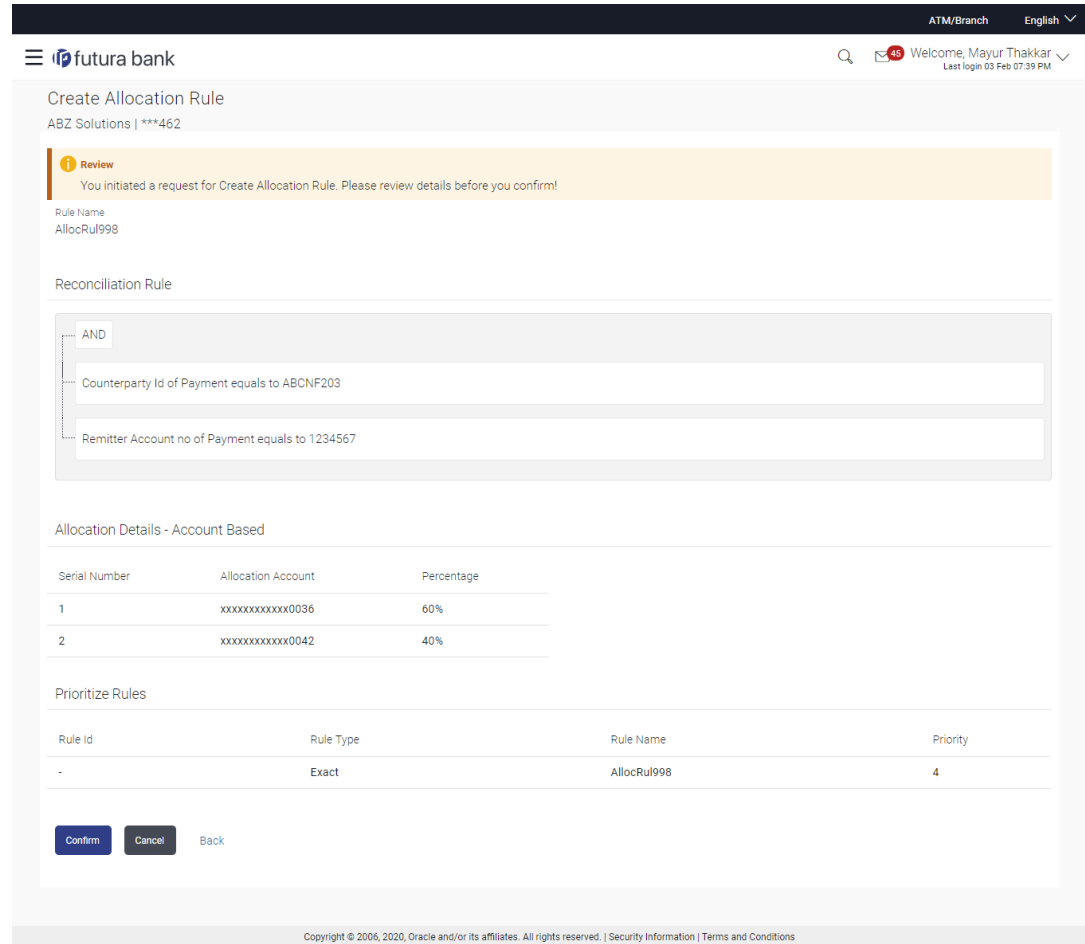 ATM/Branch English
futura bank
45 Welcome, Mayur Thakkar
Last login 03 Feb 07:39 PM
Create Allocation Rule
ABZ Solutions | ***462
Review
You initiated a request for Create Allocation Rule. Please review details before you confirm!
Rule Name
AllocRul998
Reconciliation Rule
AND
Counterparty Id of Payment equals to ABCNF203
Remitter Account no of Payment equals to 1234567
Allocation Details - Account Based
Serial Number Allocation Account Percentage
1 xxxxxxxxxxxx0036 60%
2 xxxxxxxxxxxx0042 40%
Prioritize Rules
Rule Id Rule Type Rule Name Priority
- Exact AllocRul998 4
Confirm Cancel Back
Copyright © 2006, 2020, Oracle and/or its affiliates. All rights reserved. | Security Information | Terms and Conditions